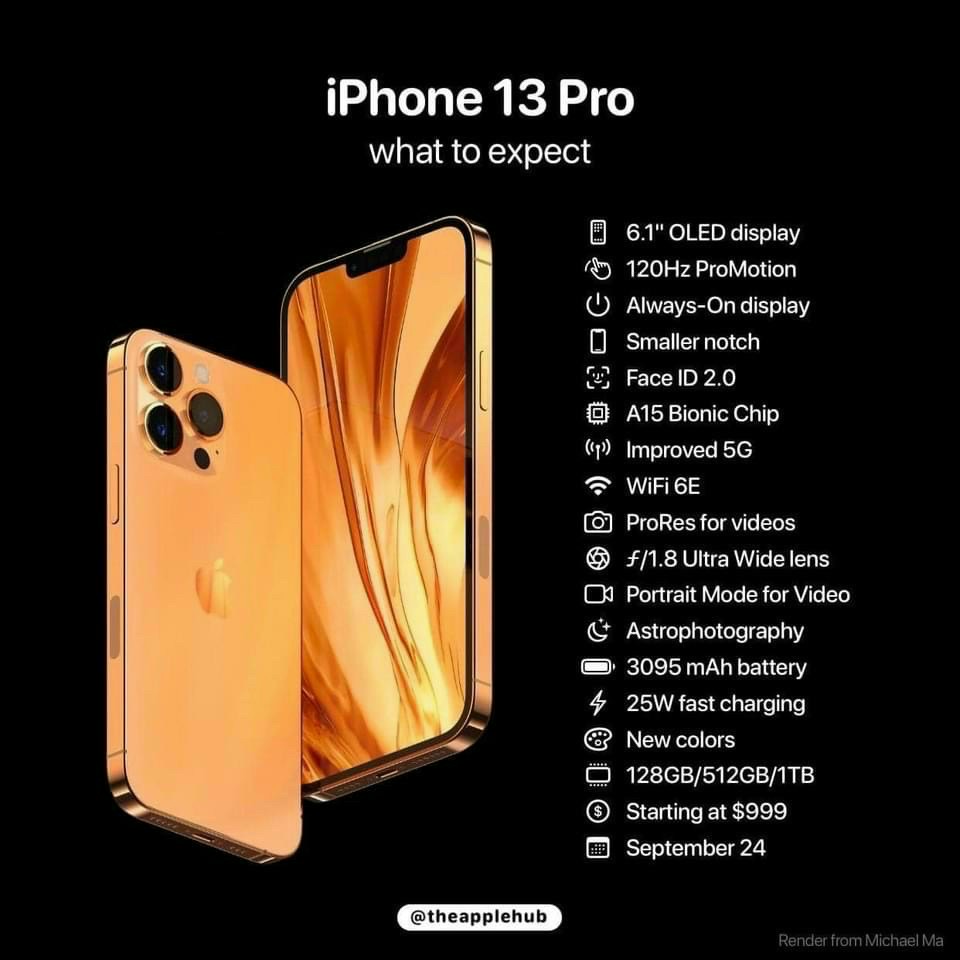 iPhone 13 Pro
what to expect
6.1" OLED display
120Hz ProMotion
Always-On display
Smaller notch
Face ID 2.0
A15 Bionic Chip
Improved 5G
WiFi 6E
ProRes for videos
ƒ/1.8 Ultra Wide lens
Portrait Mode for Video
Astrophotography
3095 mAh battery
25W fast charging
New colors
128GB/512GB/1TB
Starting at $999
September 24
@theapplehub
Render from Michael Ma